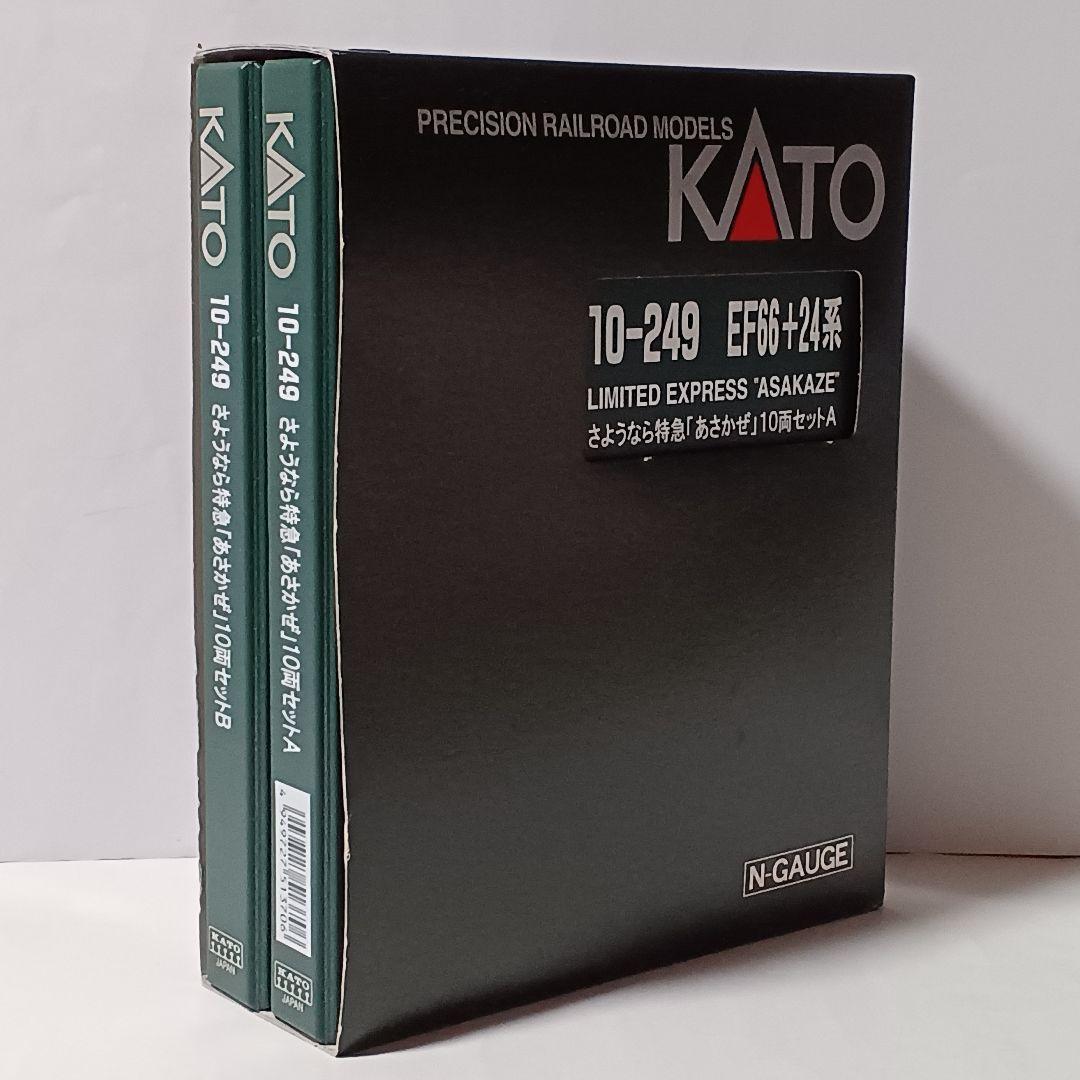 KATO
10-249 さようなら特急「あさかぜ」10両セットB
KATO
JAPAN
KATO
10-249 さようなら特急「あさかぜ」10両セットA
4 949727 513706
KATO
JAPAN
PRECISION RAILROAD MODELS
KATO
10-249 EF66+24系
LIMITED EXPRESS "ASAKAZE"
さようなら特急「あさかぜ」10両セットA
N-GAUGE